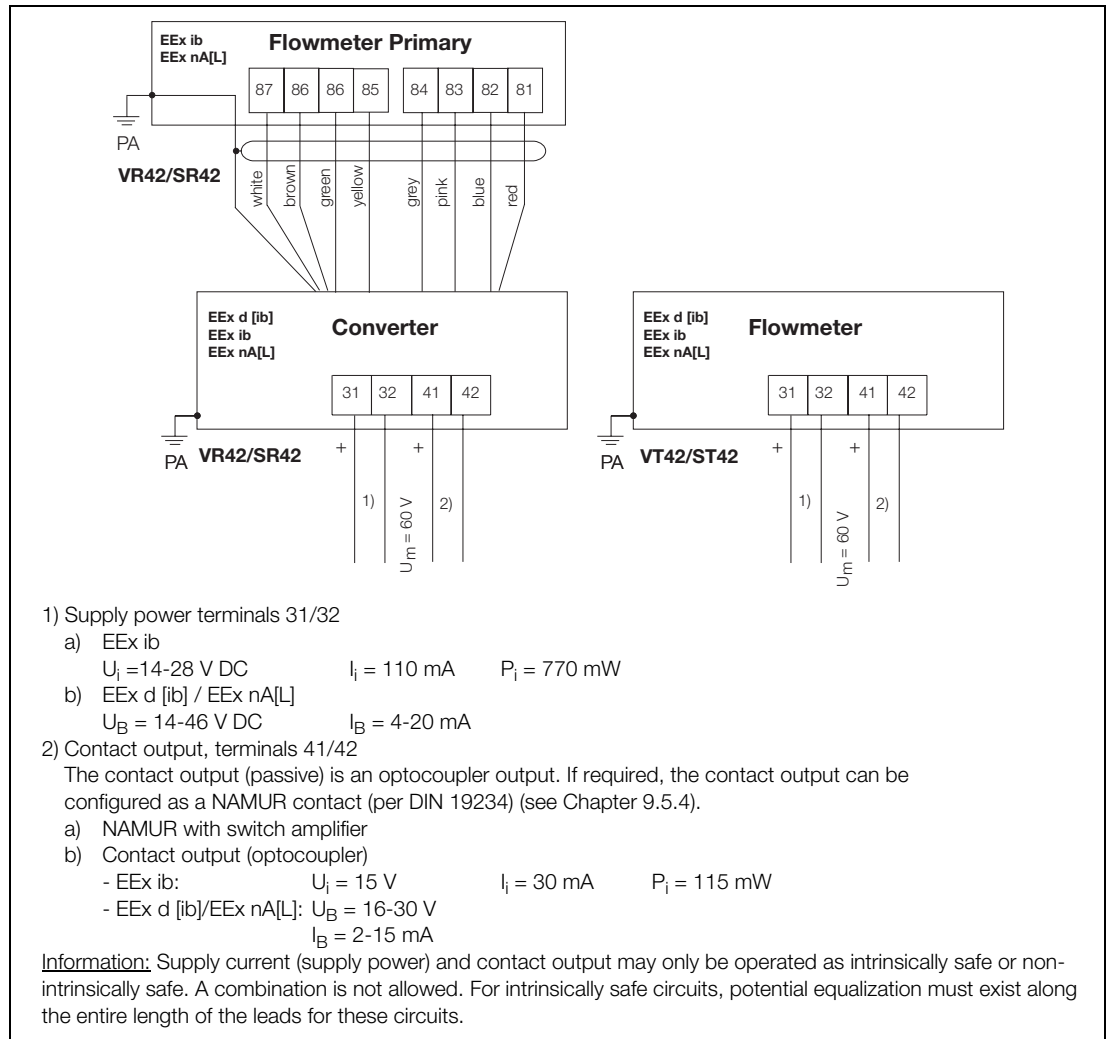 EEx ib
EEx nA[L]
Flowmeter Primary
87 86 86 85 84 83 82 81
PA
VR42/SR42
white
brown
green
yellow
grey
pink
blue
red
EEx d [ib]
EEx ib
EEx nA[L]
Converter
31 32 41 42
PA
VR42/SR42
+ +
1)
Um = 60 V
2)
EEx d [ib]
EEx ib
EEx nA[L]
Flowmeter
31 32 41 42
PA
VT42/ST42
+ +
1)
Um = 60 V
2)
1) Supply power terminals 31/32
a) EEx ib
Ui =14-28 V DC Ii = 110 mA Pi = 770 mW
b) EEx d [ib] / EEx nA[L]
UB = 14-46 V DC IB = 4-20 mA
2) Contact output, terminals 41/42
The contact output (passive) is an optocoupler output. If required, the contact output can be
configured as a NAMUR contact (per DIN 19234) (see Chapter 9.5.4).
a) NAMUR with switch amplifier
b) Contact output (optocoupler)
- EEx ib: Ui = 15 V Ii = 30 mA Pi = 115 mW
- EEx d [ib]/EEx nA[L]: UB = 16-30 V
IB = 2-15 mA
Information: Supply current (supply power) and contact output may only be operated as intrinsically safe or non-
intrinsically safe. A combination is not allowed. For intrinsically safe circuits, potential equalization must exist along
the entire length of the leads for these circuits.